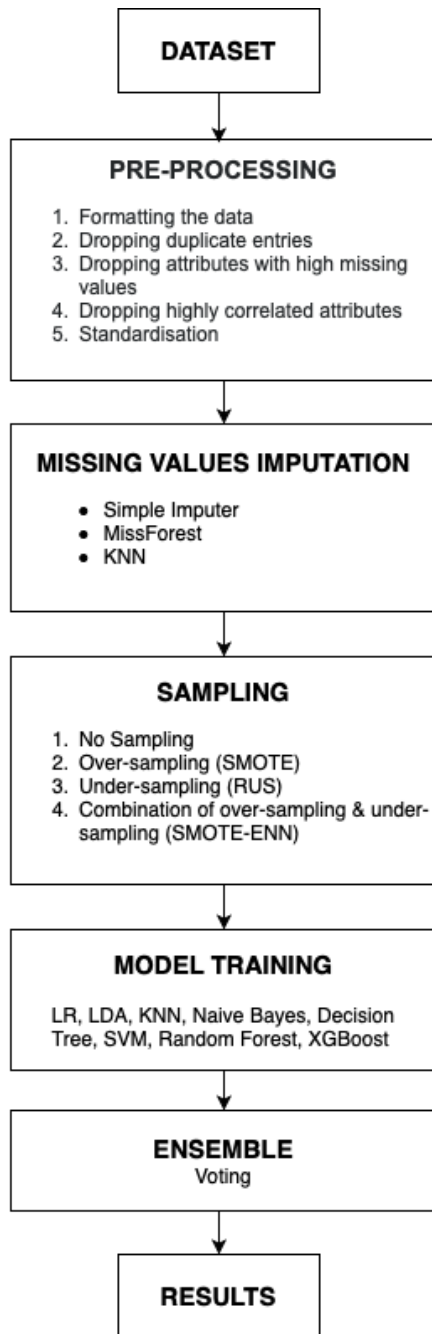 DATASET
PRE-PROCESSING
1. Formatting the data
2. Dropping duplicate entries
3. Dropping attributes with high missing
values
4. Dropping highly correlated attributes
5. Standardisation
MISSING VALUES IMPUTATION
● Simple Imputer
● MissForest
● KNN
SAMPLING
1. No Sampling
2. Over-sampling (SMOTE)
3. Under-sampling (RUS)
4. Combination of over-sampling & under-
sampling (SMOTE-ENN)
MODEL TRAINING
LR, LDA, KNN, Naive Bayes, Decision
Tree, SVM, Random Forest, XGBoost
ENSEMBLE
Voting
RESULTS